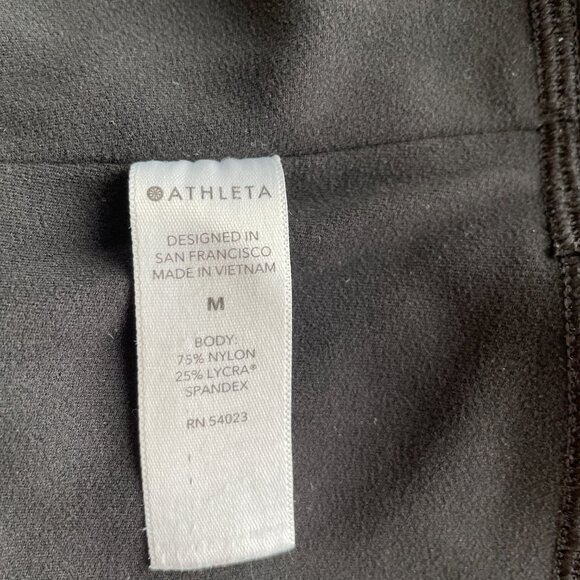 ATHLETA
DESIGNED IN
SAN FRANCISCO
MADE IN VIETNAM
M
BODY:
75% NYLON
25% LYCRA®
SPANDEX
RN 54023